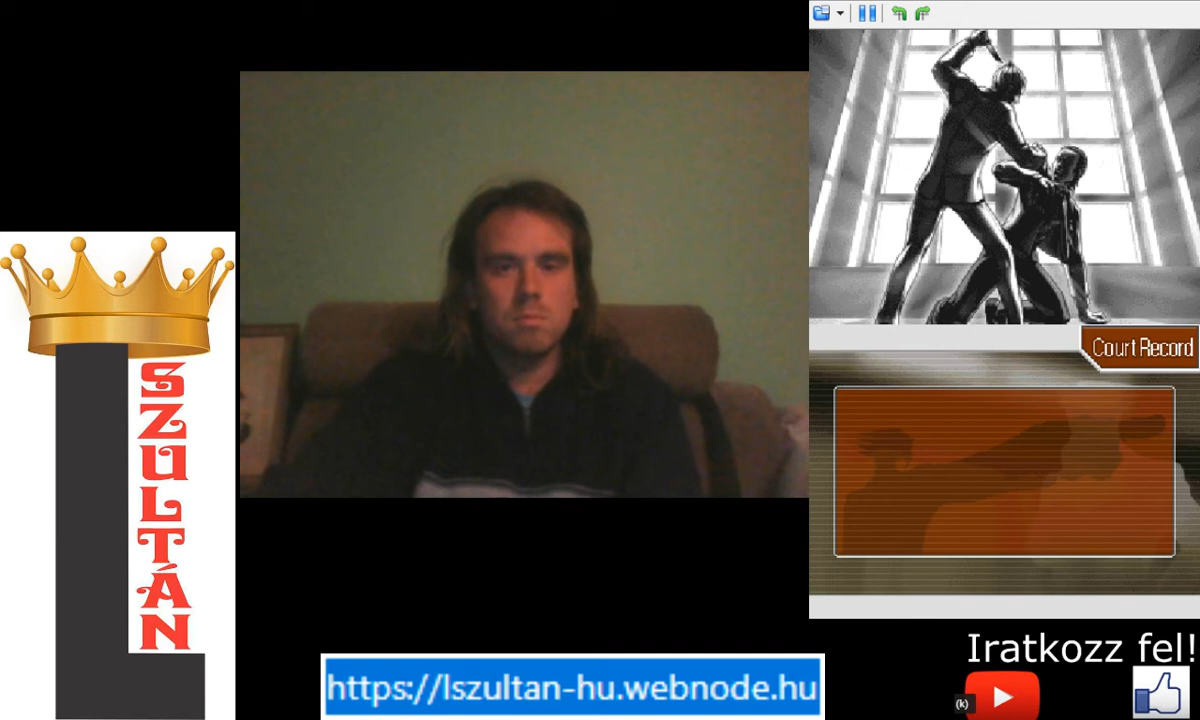 Court Record
L
SZULTÁN
https://lszultan-hu.webnode.hu
Iratkozz fel!
(k)